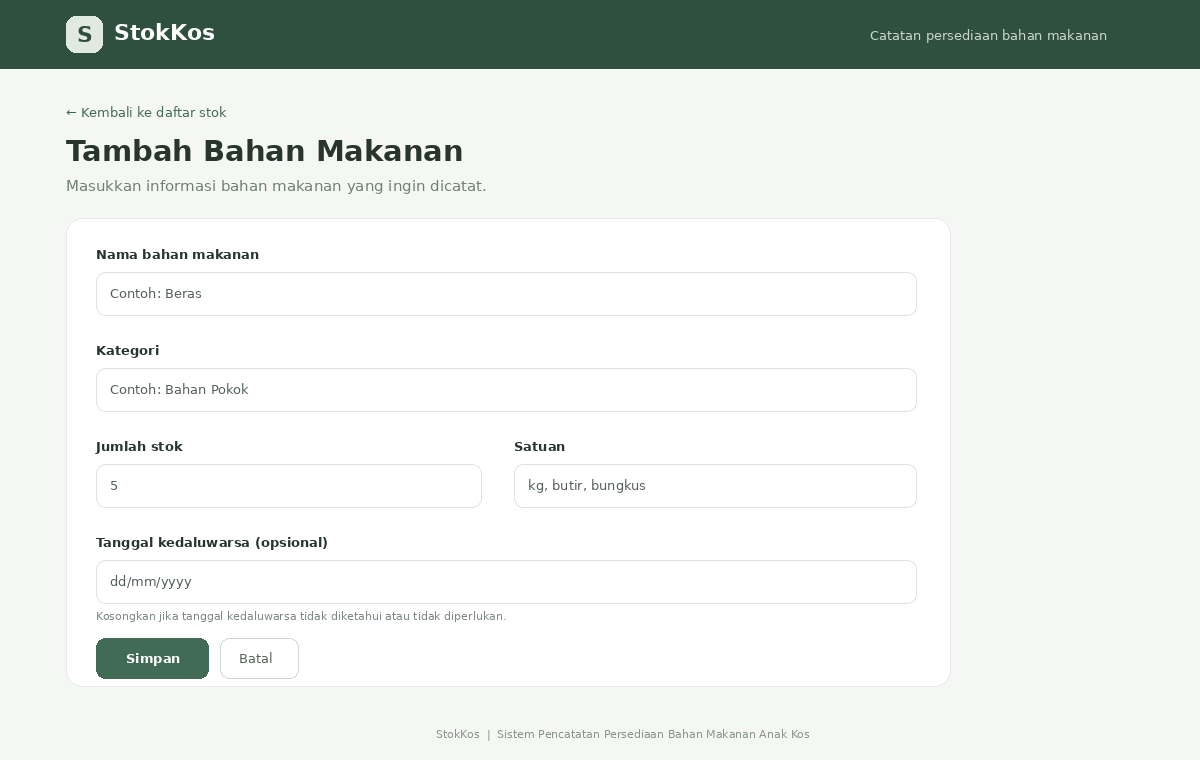 S StokKos
Catatan persediaan bahan makanan
← Kembali ke daftar stok
Tambah Bahan Makanan
Masukkan informasi bahan makanan yang ingin dicatat.
Nama bahan makanan
Contoh: Beras
Kategori
Contoh: Bahan Pokok
Jumlah stok
5
Satuan
kg, butir, bungkus
Tanggal kedaluwarsa (opsional)
dd/mm/yyyy
Kosongkan jika tanggal kedaluwarsa tidak diketahui atau tidak diperlukan.
Simpan
Batal
StokKos | Sistem Pencatatan Persediaan Bahan Makanan Anak Kos